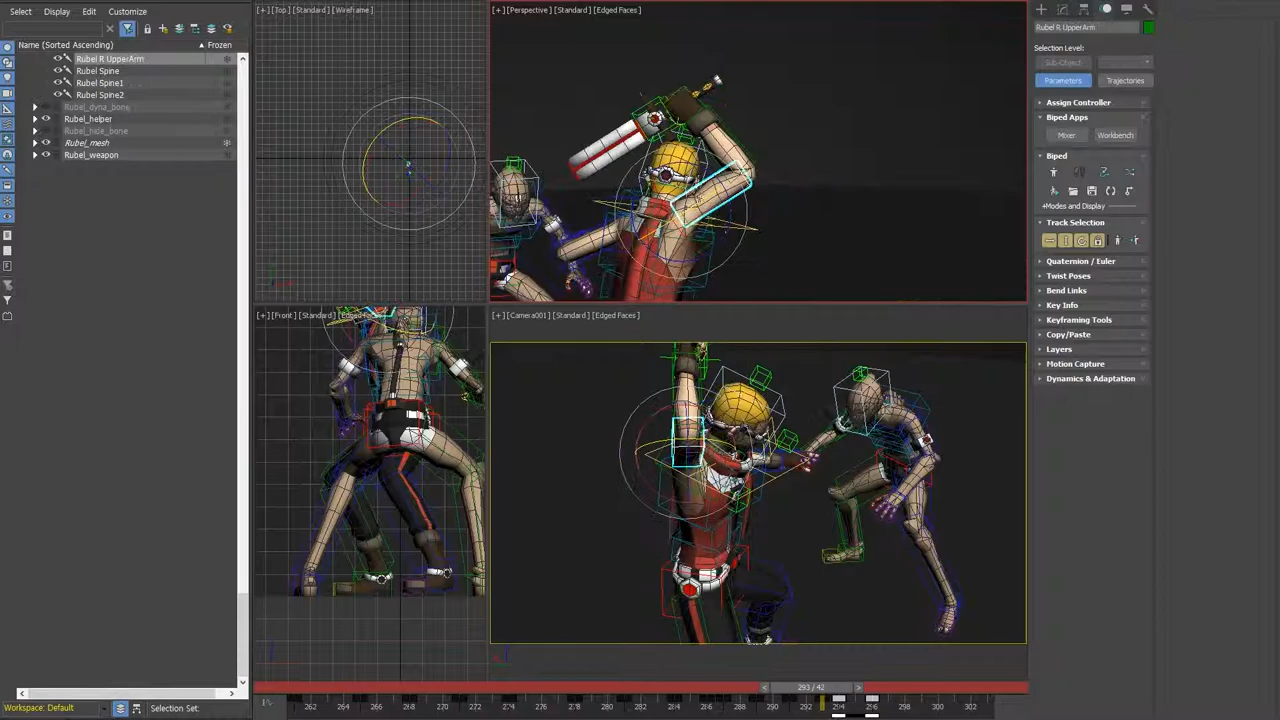 Select Display Edit Customize
Name (Sorted Ascending) ▲ Frozen
Rubel R UpperArm
Rubel Spine
Rubel Spine1
Rubel Spine2
Rubel_dyna_bone
Rubel_helper
Rubel_hide_bone
Rubel_mesh
Rubel_weapon
[+] [Top] [Standard] [Wireframe]
[+] [Perspective] [Standard] [Edged Faces]
[+] [Front] [Standard] [Edged Faces]
[+] [Camera001] [Standard] [Edged Faces]
Rubel R UpperArm
Selection Level:
Sub-Object
Parameters Trajectories
Assign Controller
Biped Apps
Mixer Workbench
Biped
+Modes and Display
Track Selection
Quaternion / Euler
Twist Poses
Bend Links
Key Info
Keyframing Tools
Copy/Paste
Layers
Motion Capture
Dynamics & Adaptation
< 293 / 42 >
262 264 266 268 270 272 274 276 278 280 282 284 286 288 290 292 294 296 298 300 302
Workspace: Default Selection Set: